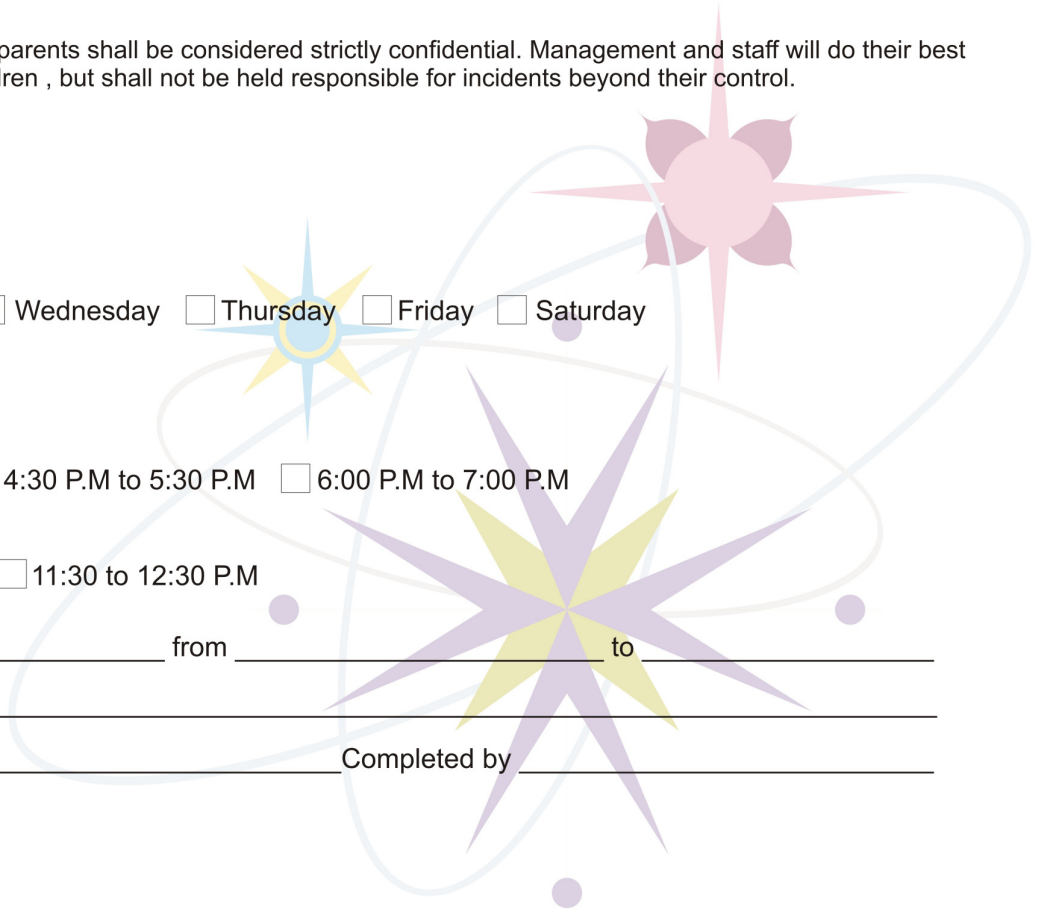 parents shall be considered strictly confidential. Management and staff will do their best
, but shall not be held responsible for incidents beyond their control.
Wednesday Thursday Friday Saturday
4:30 P.M to 5:30 P.M 6:00 P.M to 7:00 P.M
11:30 to 12:30 P.M
from to
Completed by